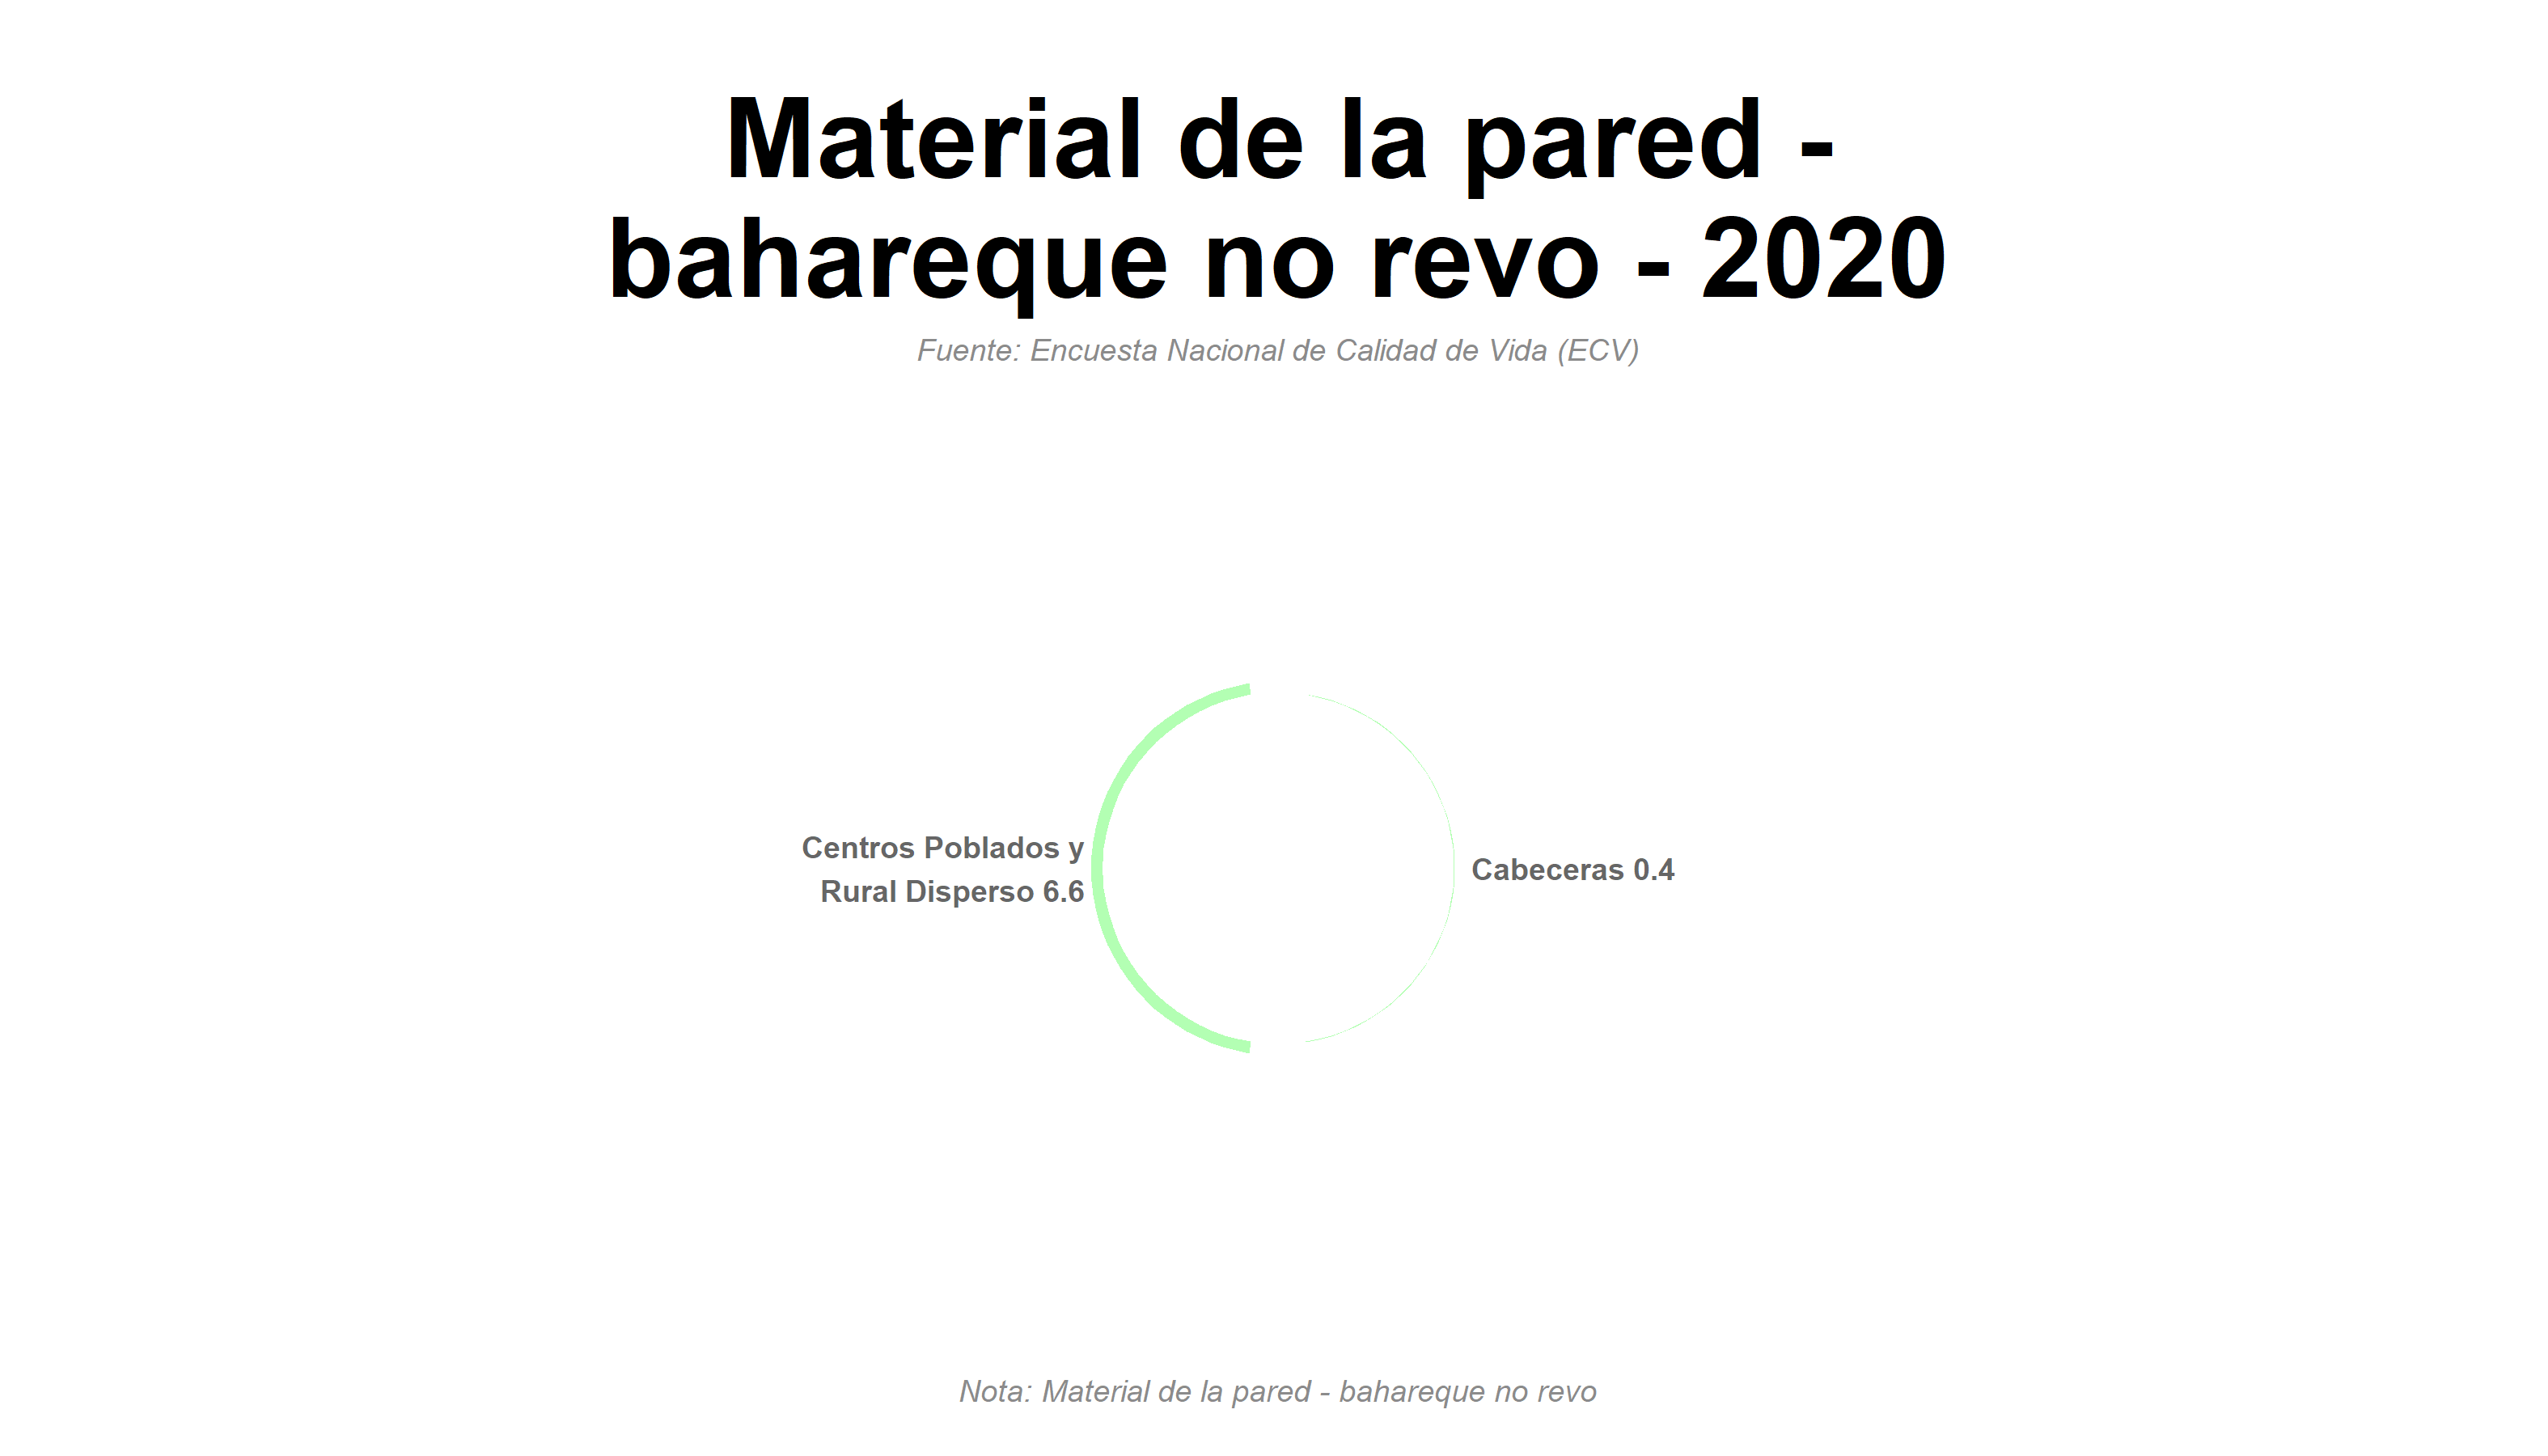 Material de la pared -
bahareque no revo - 2020
Fuente: Encuesta Nacional de Calidad de Vida (ECV)
Centros Poblados y
Rural Disperso 6.6
Cabeceras 0.4
Nota: Material de la pared - bahareque no revo